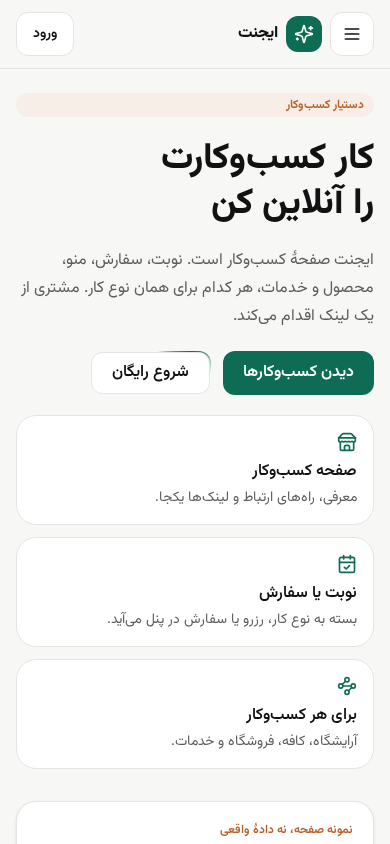 ایجنت
ورود
دستیار کسب‌وکار
کار کسب‌وکارت
را آنلاین کن
ایجنت صفحهٔ کسب‌وکار است. نوبت، سفارش، منو،
محصول و خدمات، هر کدام برای همان نوع کار. مشتری از
یک لینک اقدام می‌کند.
دیدن کسب‌وکارها
شروع رایگان
صفحه کسب‌وکار
معرفی، راه‌های ارتباط و لینک‌ها یکجا.
نوبت یا سفارش
بسته به نوع کار، رزرو یا سفارش در پنل می‌آید.
برای هر کسب‌وکار
آرایشگاه، کافه، فروشگاه و خدمات.
نمونه صفحه، نه دادهٔ واقعی